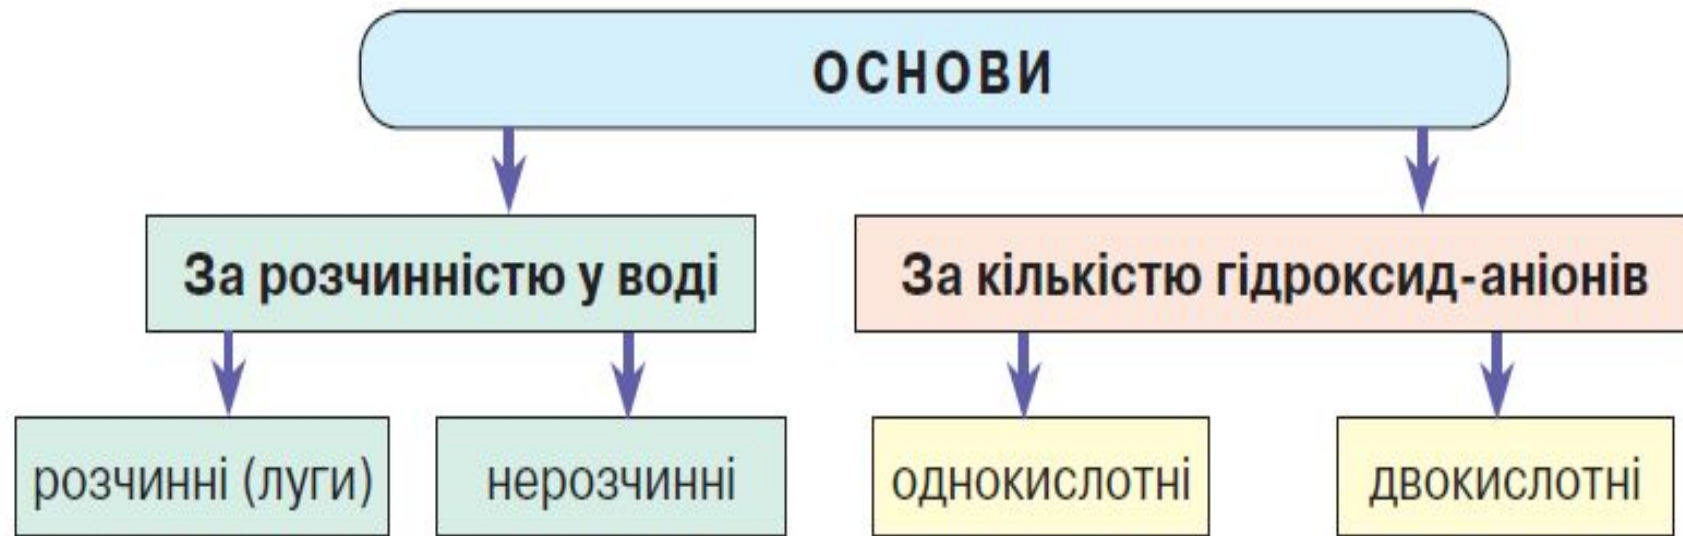 ОСНОВИ
За розчинністю у воді
За кількістю гідроксид-аніонів
розчинні (луги)
нерозчинні
однокислотні
двокислотні